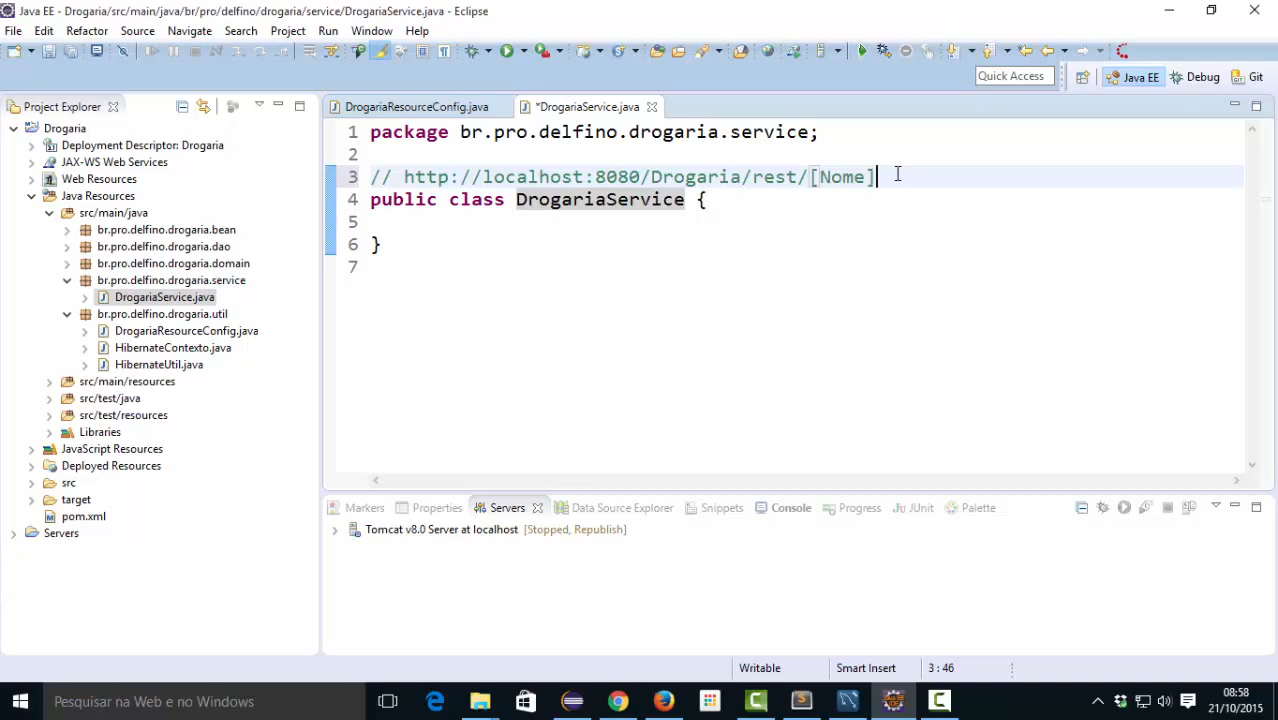 Java EE - Drogaria/src/main/java/br/pro/delfino/drogaria/service/DrogariaService.java - Eclipse
File Edit Refactor Source Navigate Search Project Run Window Help
Quick Access Java EE Debug Git
Project Explorer
Drogaria
Deployment Descriptor: Drogaria
JAX-WS Web Services
Web Resources
Java Resources
src/main/java
br.pro.delfino.drogaria.bean
br.pro.delfino.drogaria.dao
br.pro.delfino.drogaria.domain
br.pro.delfino.drogaria.service
DrogariaService.java
br.pro.delfino.drogaria.util
DrogariaResourceConfig.java
HibernateContexto.java
HibernateUtil.java
src/main/resources
src/test/java
src/test/resources
Libraries
JavaScript Resources
Deployed Resources
src
target
pom.xml
Servers
DrogariaResourceConfig.java *DrogariaService.java
1 package br.pro.delfino.drogaria.service;
2
3 // http://localhost:8080/Drogaria/rest/[Nome]
4 public class DrogariaService {
5
6 }
7
Markers Properties Servers Data Source Explorer Snippets Console Progress JUnit Palette
Tomcat v8.0 Server at localhost [Stopped, Republish]
Writable Smart Insert 3 : 46
Pesquisar na Web e no Windows
08:58
21/10/2015